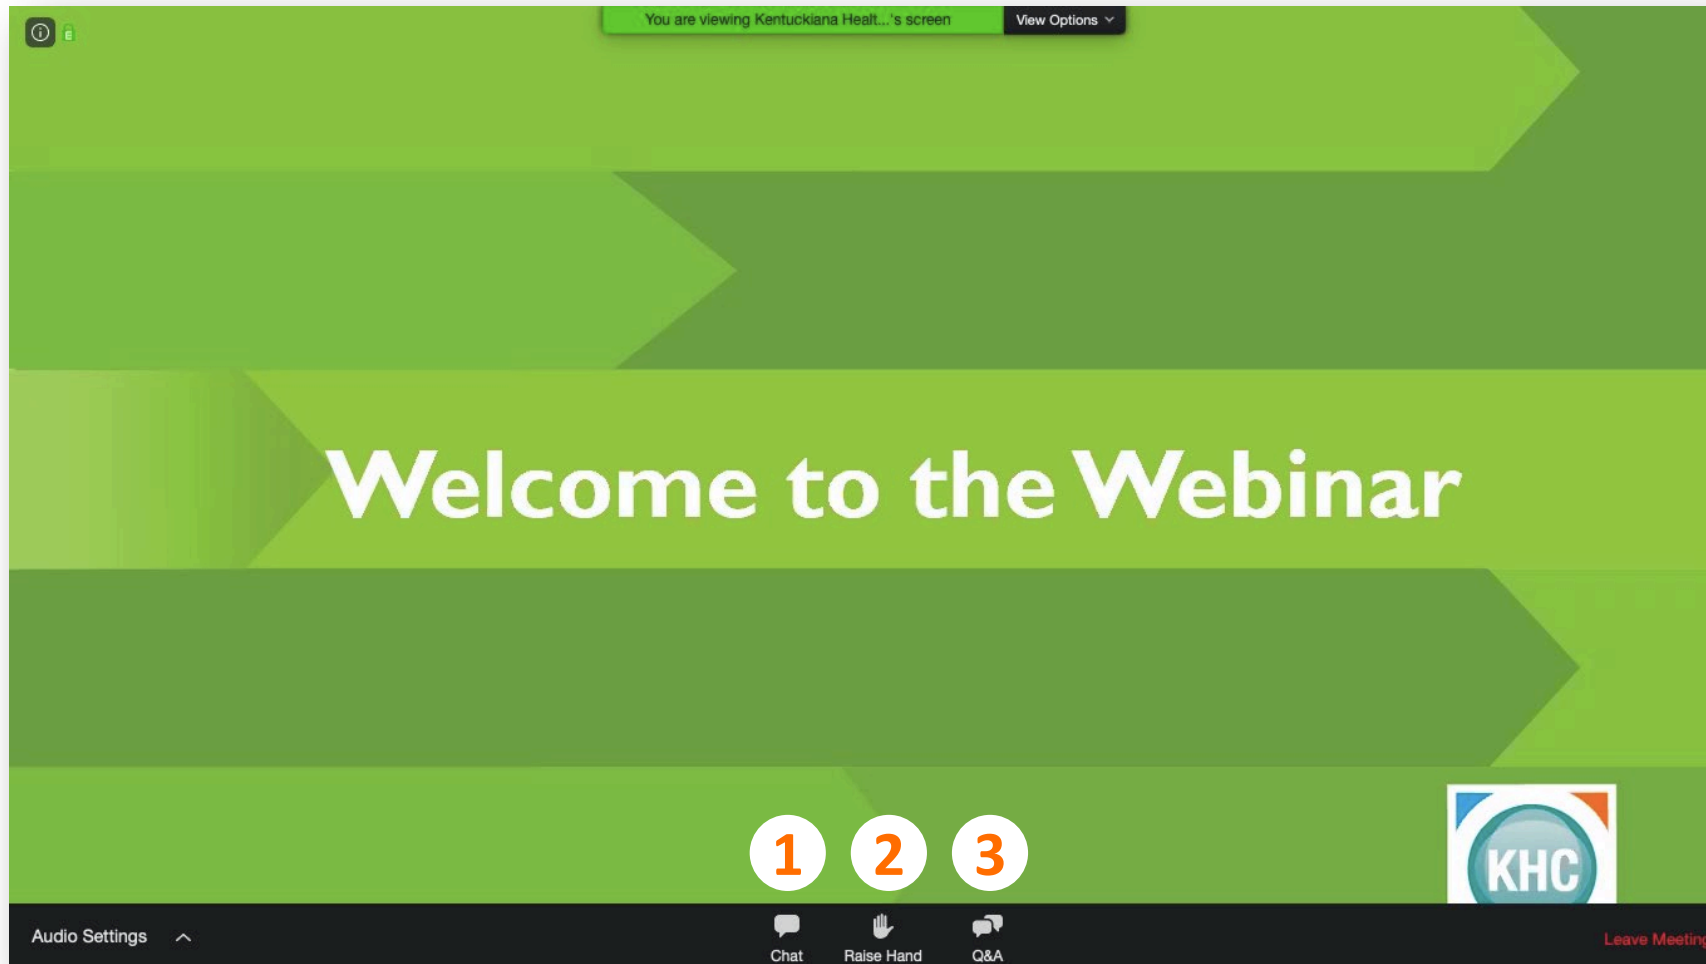 You are viewing Kentuckiana Healt...'s screen
View Options
Welcome to the Webinar
KHC
1 2 3
Audio Settings
Chat
Raise Hand
Q&A
Leave Meeting